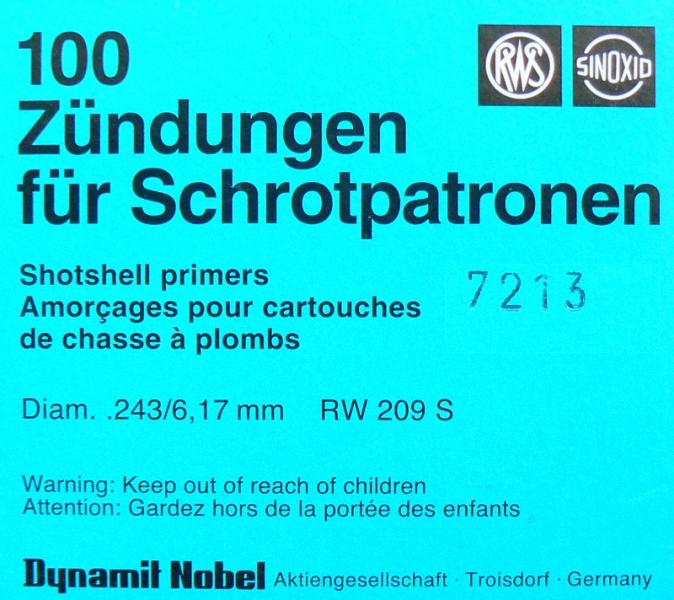 100
Zündungen
für Schrotpatronen
RWS
SINOXID
Shotshell primers
Amorçages pour cartouches
de chasse à plombs
7213
Diam. .243/6,17 mm RW 209 S
Warning: Keep out of reach of children
Attention: Gardez hors de la portée des enfants
Dynamit Nobel Aktiengesellschaft · Troisdorf · Germany